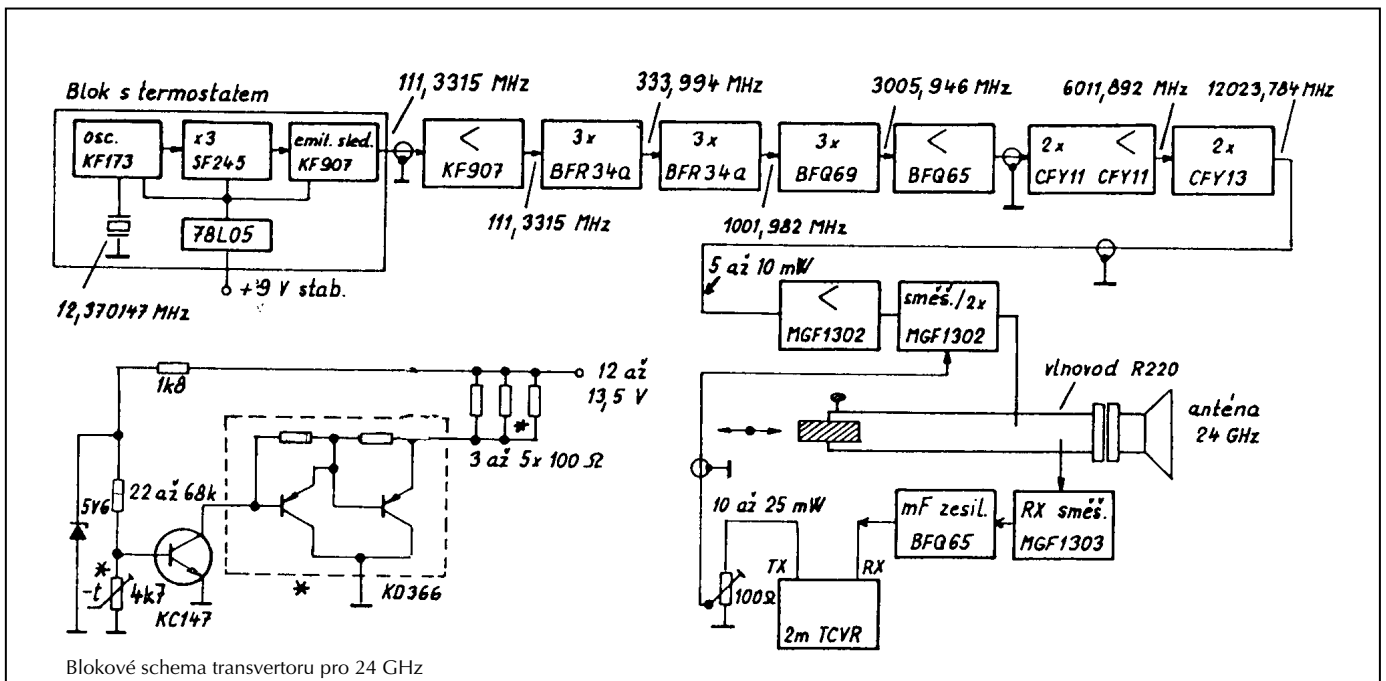 Blok s termostatem
111,3315 MHz
333,994 MHz
3005,946 MHz
6011,892 MHz
12023,784 MHz
osc.
KF173
x3
SF245
emit. sled.
KF907
<
KF907
3x
BFR34a
3x
BFR34a
3x
BFQ69
<
BFQ65
2x <
CFY11 CFY11
2x
CFY13
78L05
111,3315 MHz
1001,982 MHz
+9 V stab.
12,370147 MHz
5 až 10 mW
<
MGF1302
směš./2x
MGF1302
vlnovod R220
anténa
24 GHz
1k8
12 až
13,5 V
*
3 až 5x 100 Ω
22 až 68k
5V6
*
-t
4k7
KC147
*
KD366
10 až 25 mW
mF zesil.
BFQ65
RX směš.
MGF1303
TX
RX
100Ω
2m TCVR
Blokové schema transvertoru pro 24 GHz